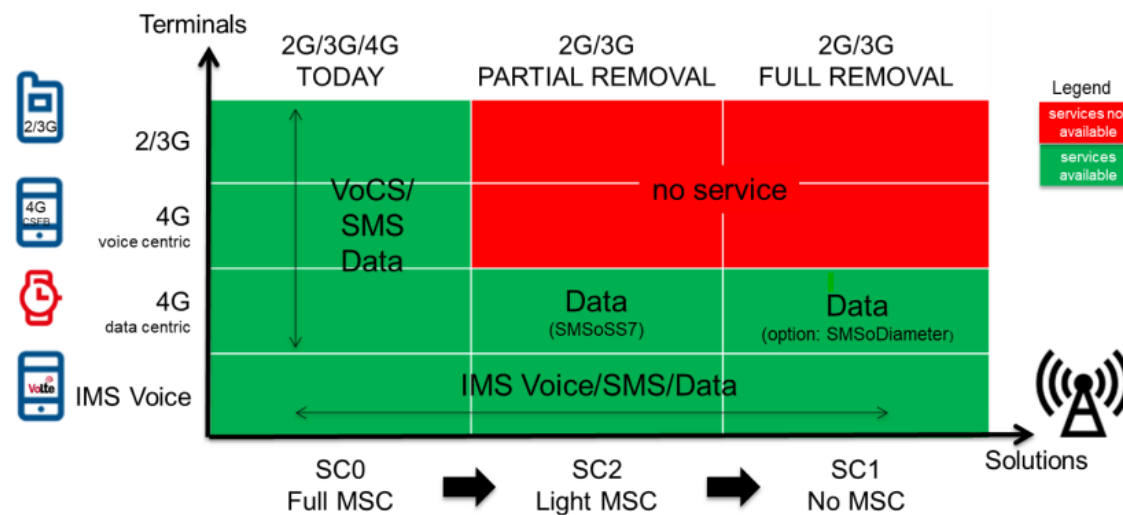 Terminals
2G/3G/4G
TODAY
2G/3G
PARTIAL REMOVAL
2G/3G
FULL REMOVAL
Legend
services no
available
services
available
2/3G
2/3G
VoCS/
SMS
Data
no service
4G
CSFB
4G
voice centric
4G
data centric
Data
(SMSoSS7)
Data
(option: SMSoDiameter)
VoLTE
IMS Voice
IMS Voice/SMS/Data
Solutions
SC0
Full MSC
SC2
Light MSC
SC1
No MSC